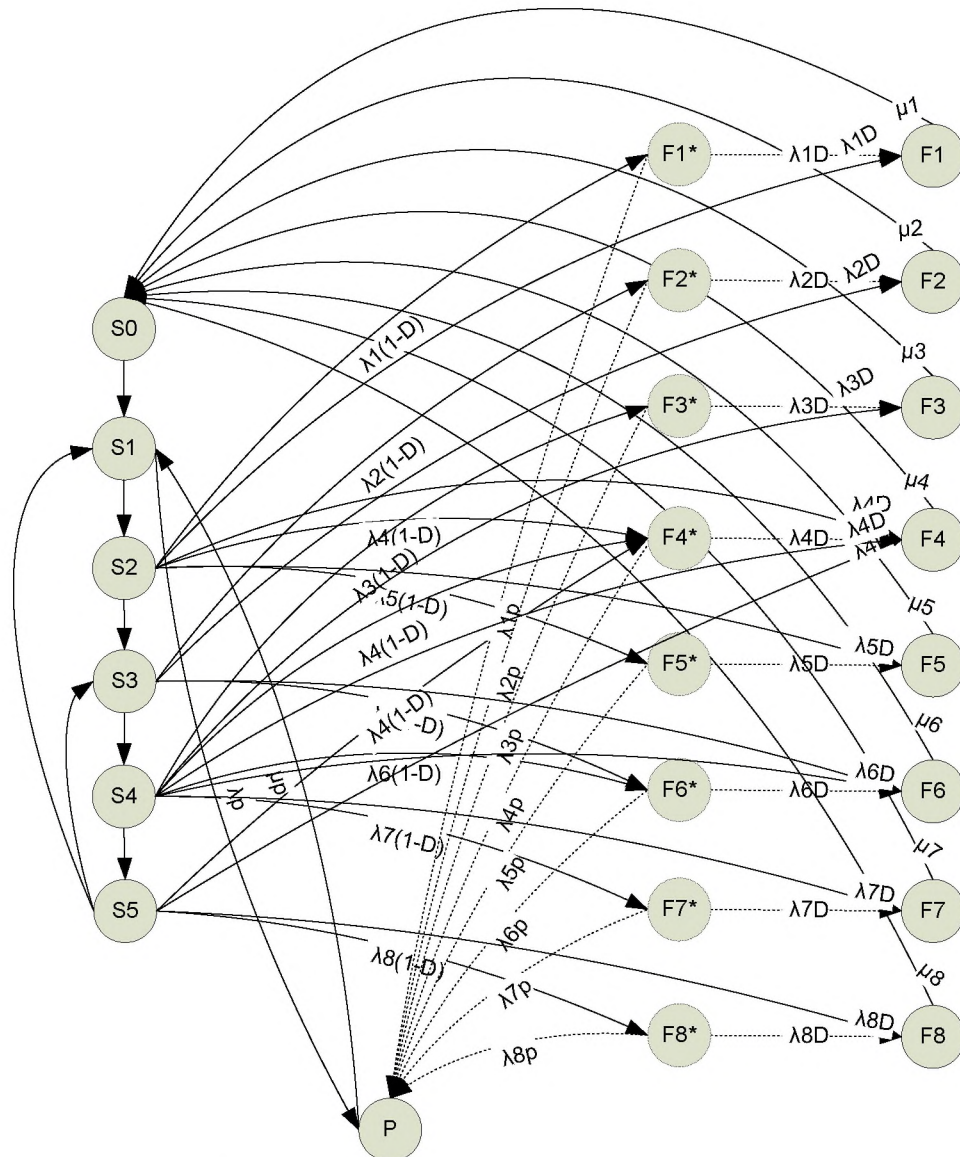 μ1
F1*
λ1D
λ1D
F1
μ2
F2*
λ2D
λ2D
F2
S0
λ1(1-D)
μ3
F3*
λ3D
λ3D
F3
S1
λ2(1-D)
μ4
λ4D
F4*
λ4D
λ4D
F4
S2
λ4(1-D)
λ3(1-D)
λ5(1-D)
λ1p
μ5
λ4(1-D)
F5*
λ5D
λ5D
F5
S3
λ2p
λ4(1-D)
λ3p
μ6
λ6(1-D)
λ6D
S4
λp
μp
F6*
λ6D
F6
λ4p
λ7(1-D)
λ5p
μ7
S5
λ6p
F7*
λ7D
λ7D
F7
λ8(1-D)
λ7p
μ8
λ8p
F8*
λ8D
λ8D
F8
P